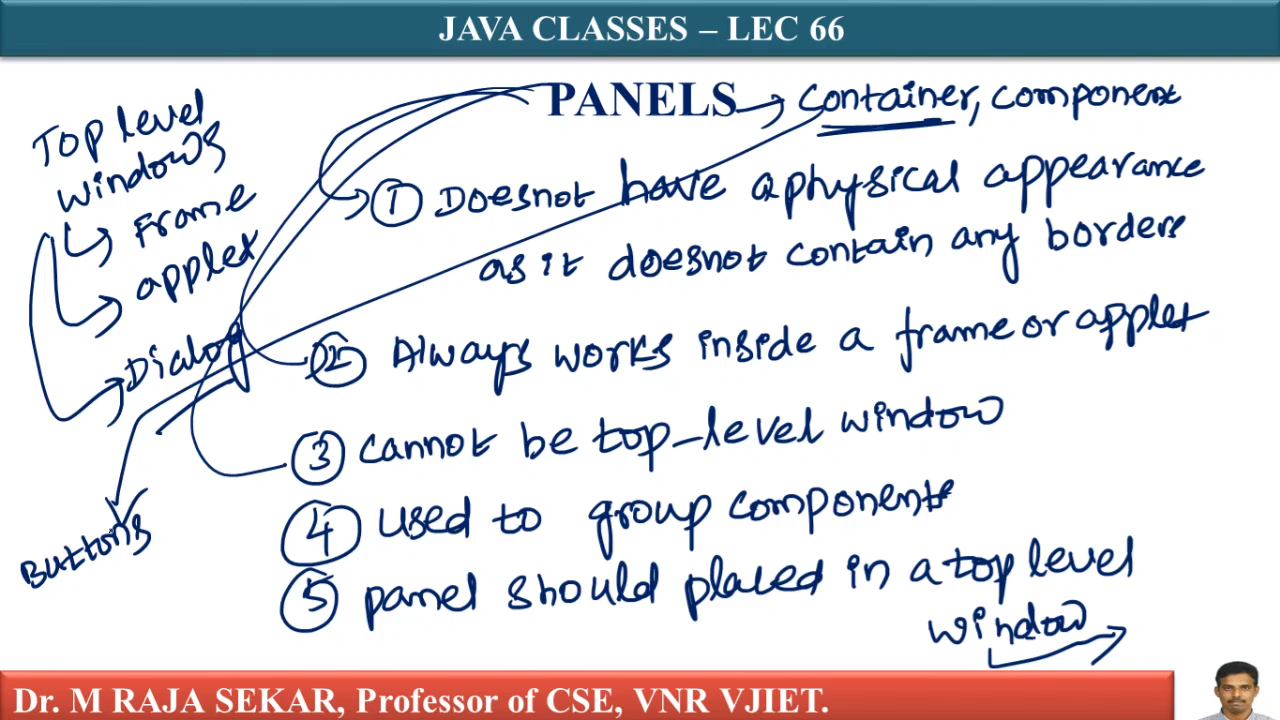 JAVA CLASSES – LEC 66
PANELS → container, component
Top level
windows
Frame
applet
Dialog
Buttons
① Doesnot have a physical appearance
as it doesnot contain any borders
② Always works inside a frame or applet
③ cannot be top-level window
④ used to group components
⑤ panel should placed in a top level
window
Dr. M RAJA SEKAR, Professor of CSE, VNR VJIET.